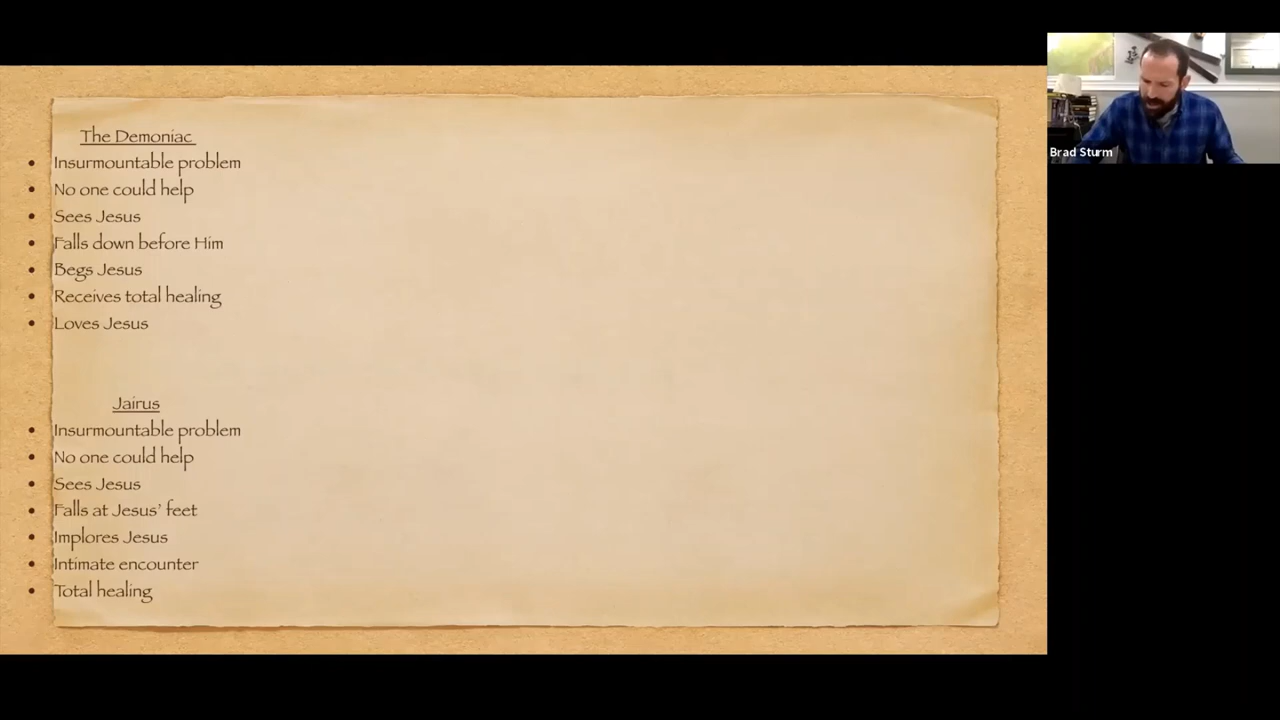 The Demoniac
• Insurmountable problem
• No one could help
• Sees Jesus
• Falls down before Him
• Begs Jesus
• Receives total healing
• Loves Jesus
Jairus
• Insurmountable problem
• No one could help
• Sees Jesus
• Falls at Jesus’ feet
• Implores Jesus
• Intimate encounter
• Total healing
Brad Sturm